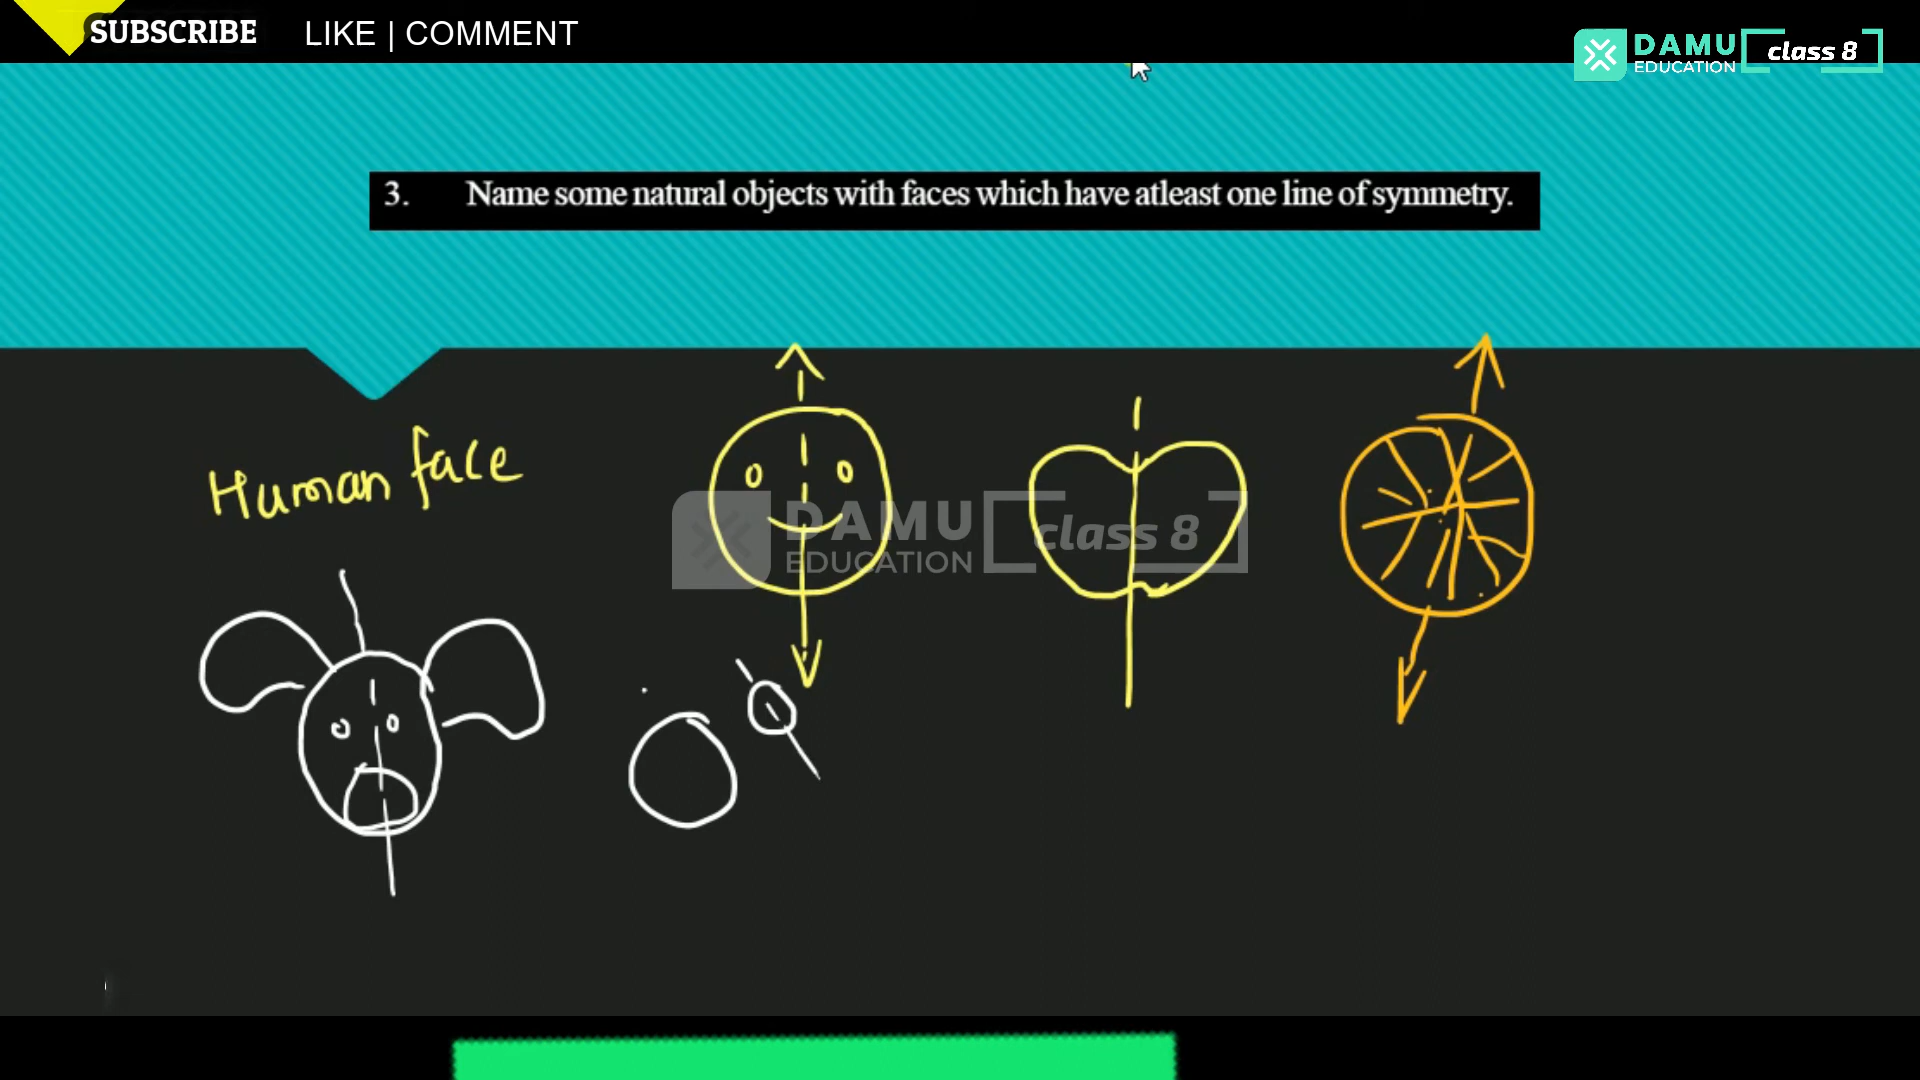 SUBSCRIBE LIKE | COMMENT
DAMU EDUCATION class 8
3. Name some natural objects with faces which have atleast one line of symmetry.
Human face
DAMU EDUCATION class 8